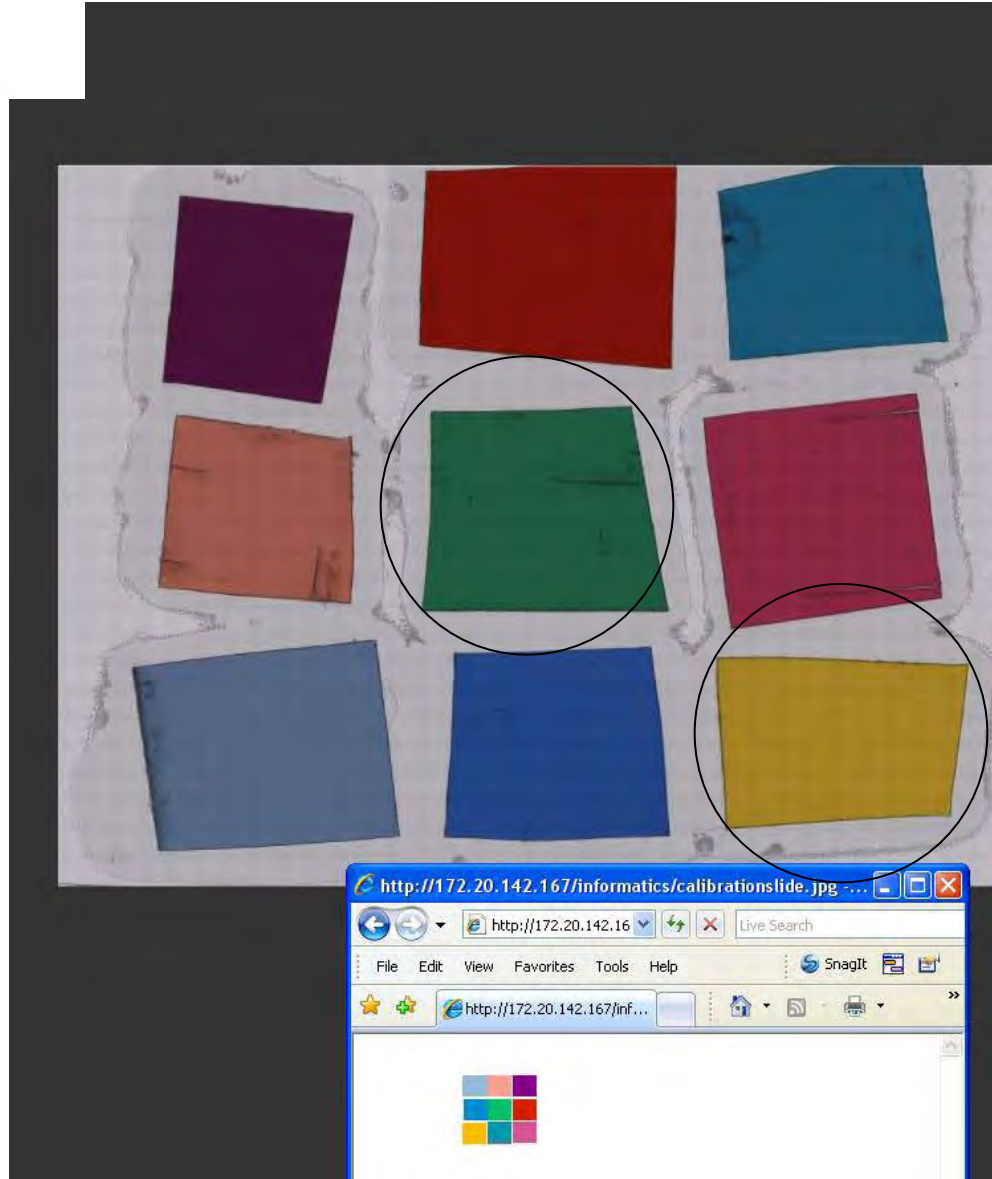 http://172.20.142.167/informatics/calibrationslide.jpg -...
http://172.20.142.16
Live Search
File Edit View Favorites Tools Help
SnagIt
»
http://172.20.142.167/inf...